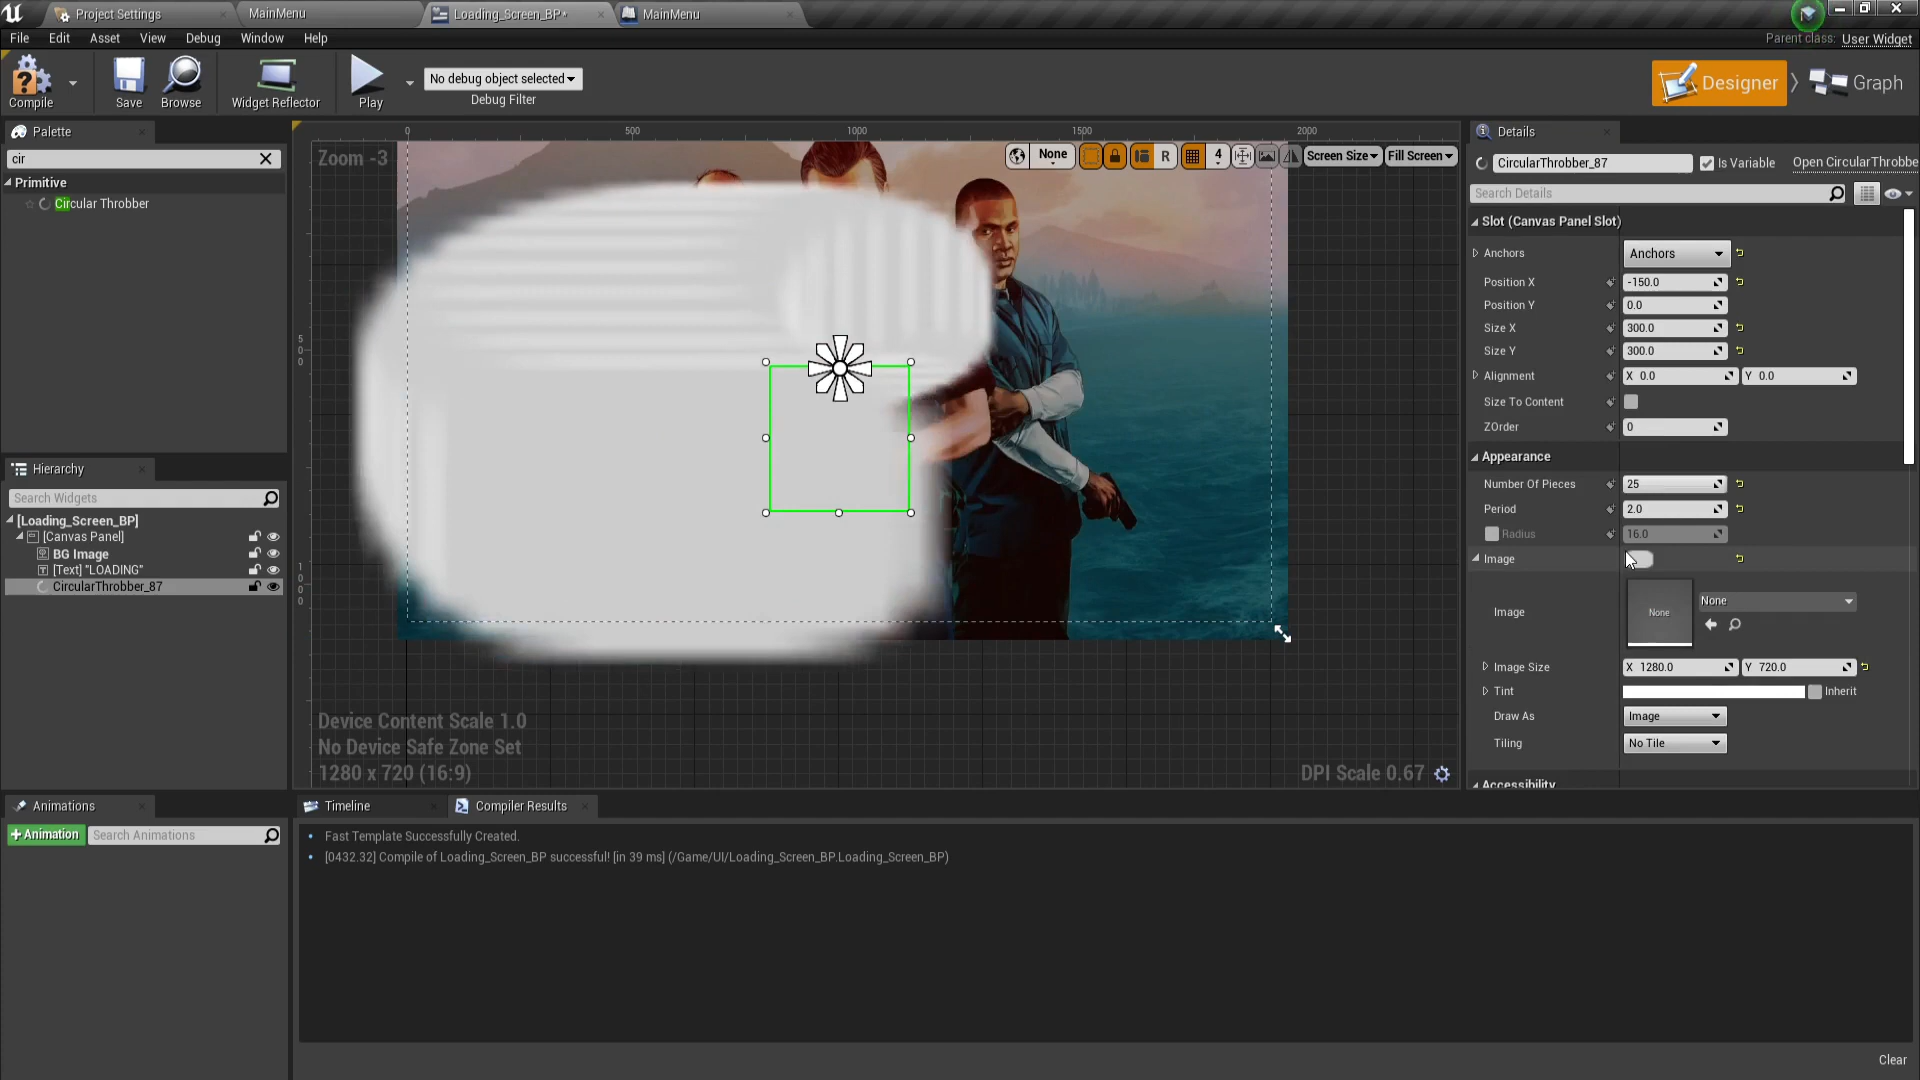 Project Settings
MainMenu
Loading_Screen_BP*
MainMenu
File Edit Asset View Debug Window Help
Parent class: User Widget
Compile
Save
Browse
Widget Reflector
Play
No debug object selected
Debug Filter
Designer
Graph
Palette
cir
Primitive
Circular Throbber
Hierarchy
Search Widgets
[Loading_Screen_BP]
[Canvas Panel]
BG Image
[Text] "LOADING"
CircularThrobber_87
Animations
+Animation
Search Animations
0 500 1000 1500 2000
500
1000
Zoom -3
None
R
4
Screen Size
Fill Screen
Device Content Scale 1.0
No Device Safe Zone Set
1280 x 720 (16:9)
DPI Scale 0.67
Details
CircularThrobber_87
Is Variable
Open CircularThrobbe
Search Details
Slot (Canvas Panel Slot)
Anchors Anchors
Position X -150.0
Position Y 0.0
Size X 300.0
Size Y 300.0
Alignment X 0.0 Y 0.0
Size To Content
ZOrder 0
Appearance
Number Of Pieces 25
Period 2.0
Radius 16.0
Image
Image None None
Image Size X 1280.0 Y 720.0
Tint Inherit
Draw As Image
Tiling No Tile
Accessibility
Timeline
Compiler Results
Fast Template Successfully Created.
[0432.32] Compile of Loading_Screen_BP successful! [in 39 ms] (/Game/UI/Loading_Screen_BP.Loading_Screen_BP)
Clear